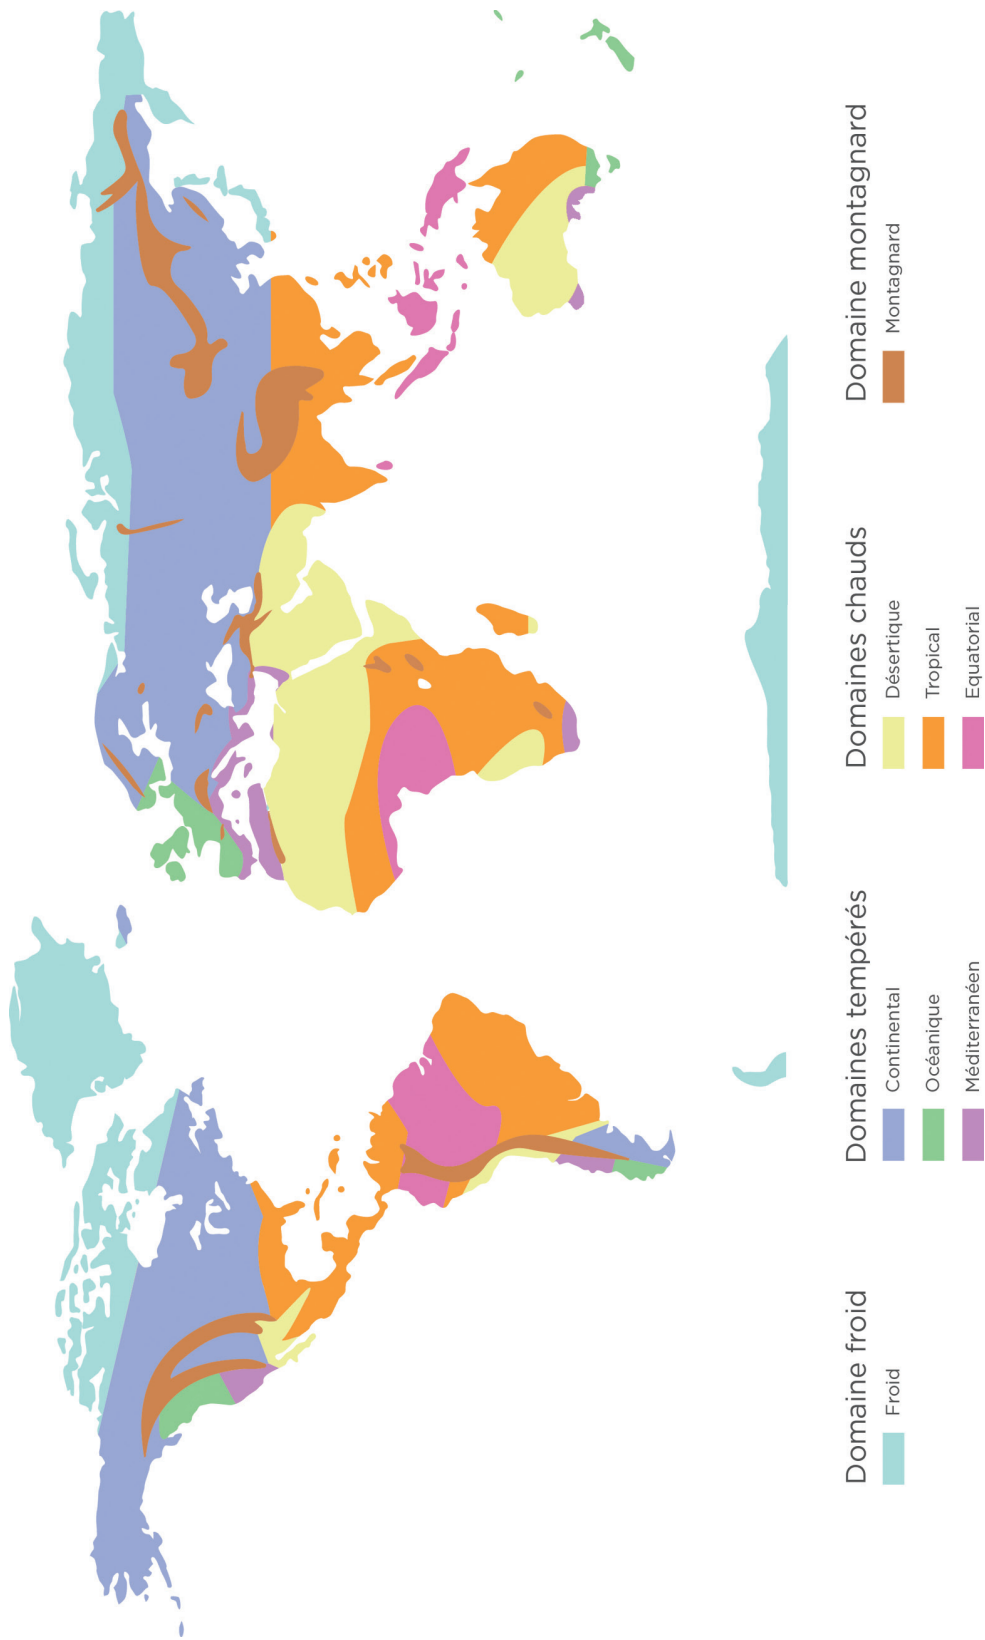 Domaine froid
Froid
Domaines tempérés
Continental
Océanique
Méditerranéen
Domaines chauds
Désertique
Tropical
Equatorial
Domaine montagnard
Montagnard